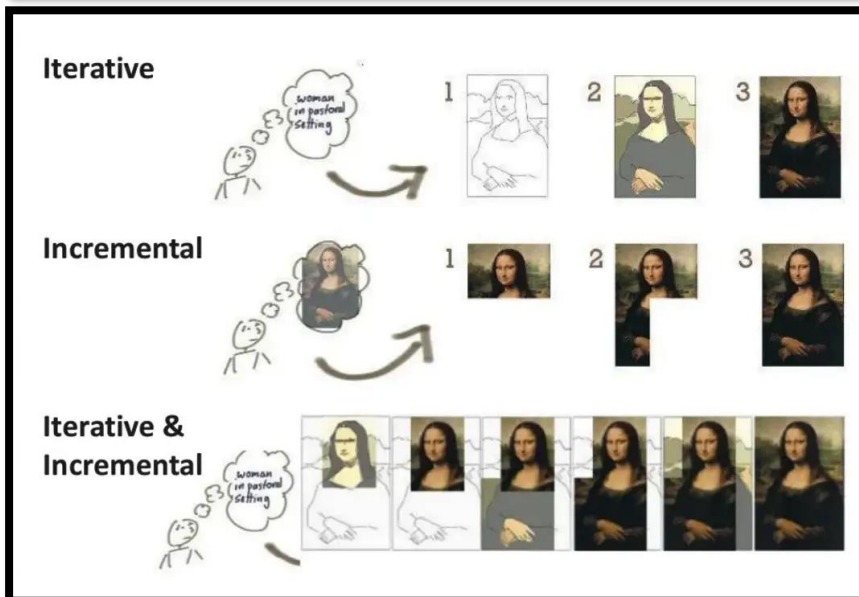 Iterative
woman
in pastoral
setting
1
2
3
Incremental
1
2
3
Iterative &
Incremental
woman
in pastoral
setting